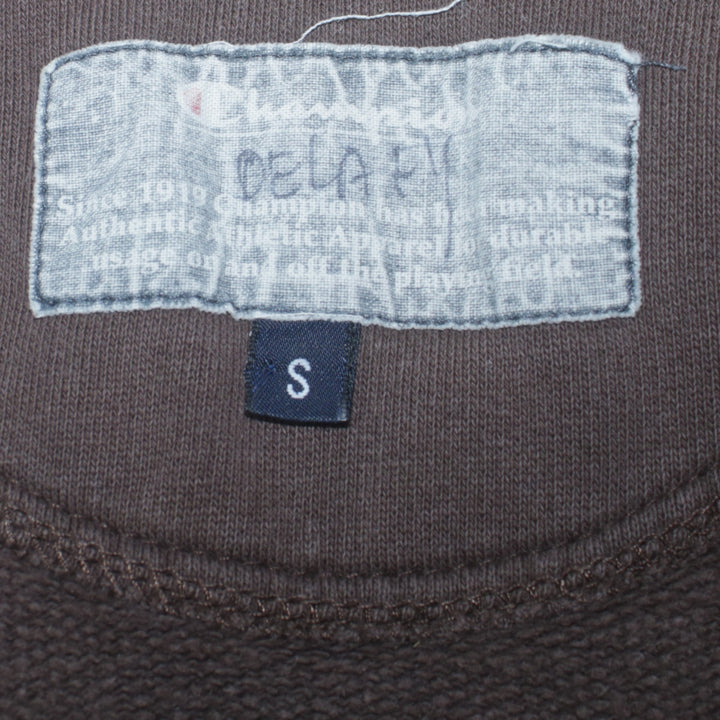 Champion
DELAEY
Since 1919 Champion has been making
Authentic Athletic Apparel for durable
usage on and off the playing field.
S